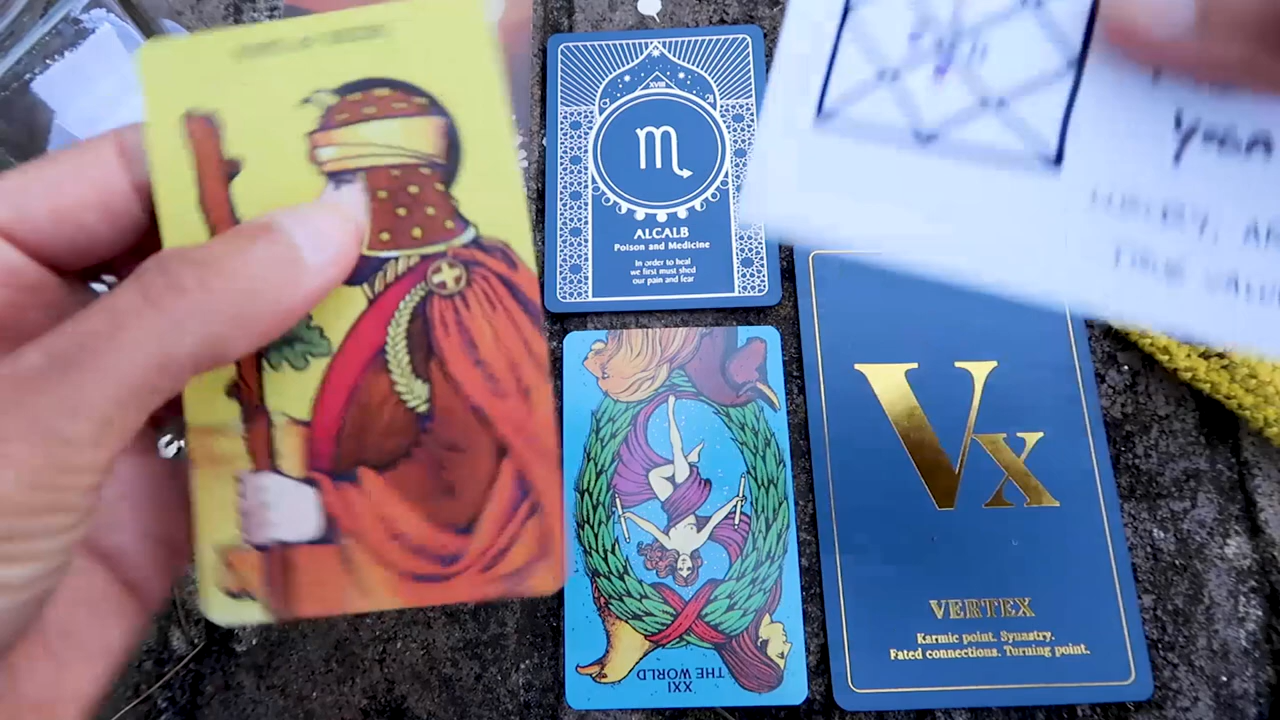 XVIII
♏
ALCALB
Poison and Medicine
In order to heal
we first must shed
our pain and fear
XXI
THE WORLD
Vx
VERTEX
Karmic point. Synastry.
Fated connections. Turning point.